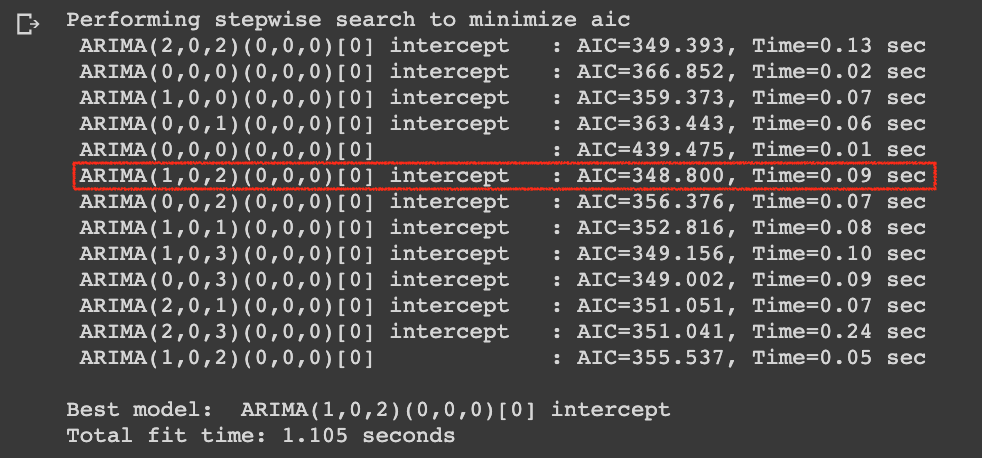 Performing stepwise search to minimize aic
ARIMA(2,0,2)(0,0,0)[0] intercept   : AIC=349.393, Time=0.13 sec
ARIMA(0,0,0)(0,0,0)[0] intercept   : AIC=366.852, Time=0.02 sec
ARIMA(1,0,0)(0,0,0)[0] intercept   : AIC=359.373, Time=0.07 sec
ARIMA(0,0,1)(0,0,0)[0] intercept   : AIC=363.443, Time=0.06 sec
ARIMA(0,0,0)(0,0,0)[0]             : AIC=439.475, Time=0.01 sec
ARIMA(1,0,2)(0,0,0)[0] intercept   : AIC=348.800, Time=0.09 sec
ARIMA(0,0,2)(0,0,0)[0] intercept   : AIC=356.376, Time=0.07 sec
ARIMA(1,0,1)(0,0,0)[0] intercept   : AIC=352.816, Time=0.08 sec
ARIMA(1,0,3)(0,0,0)[0] intercept   : AIC=349.156, Time=0.10 sec
ARIMA(0,0,3)(0,0,0)[0] intercept   : AIC=349.002, Time=0.09 sec
ARIMA(2,0,1)(0,0,0)[0] intercept   : AIC=351.051, Time=0.07 sec
ARIMA(2,0,3)(0,0,0)[0] intercept   : AIC=351.041, Time=0.24 sec
ARIMA(1,0,2)(0,0,0)[0]             : AIC=355.537, Time=0.05 sec
Best model:  ARIMA(1,0,2)(0,0,0)[0] intercept
Total fit time: 1.105 seconds